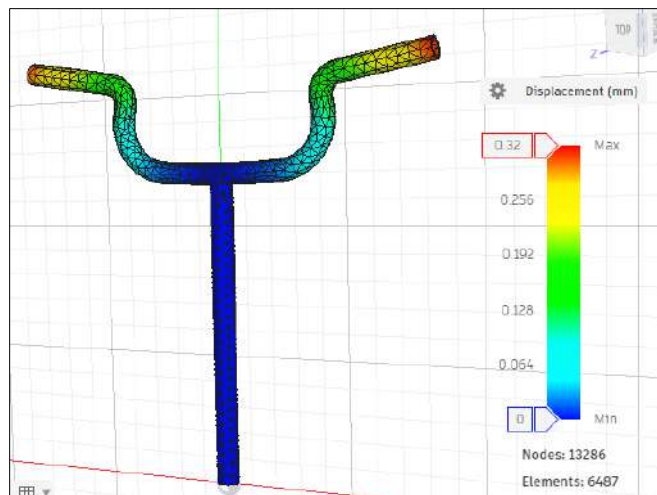 TOP
Z
Displacement (mm)
0.32 Max
0.256
0.192
0.128
0.064
0 Min
Nodes: 13286
Elements: 6487